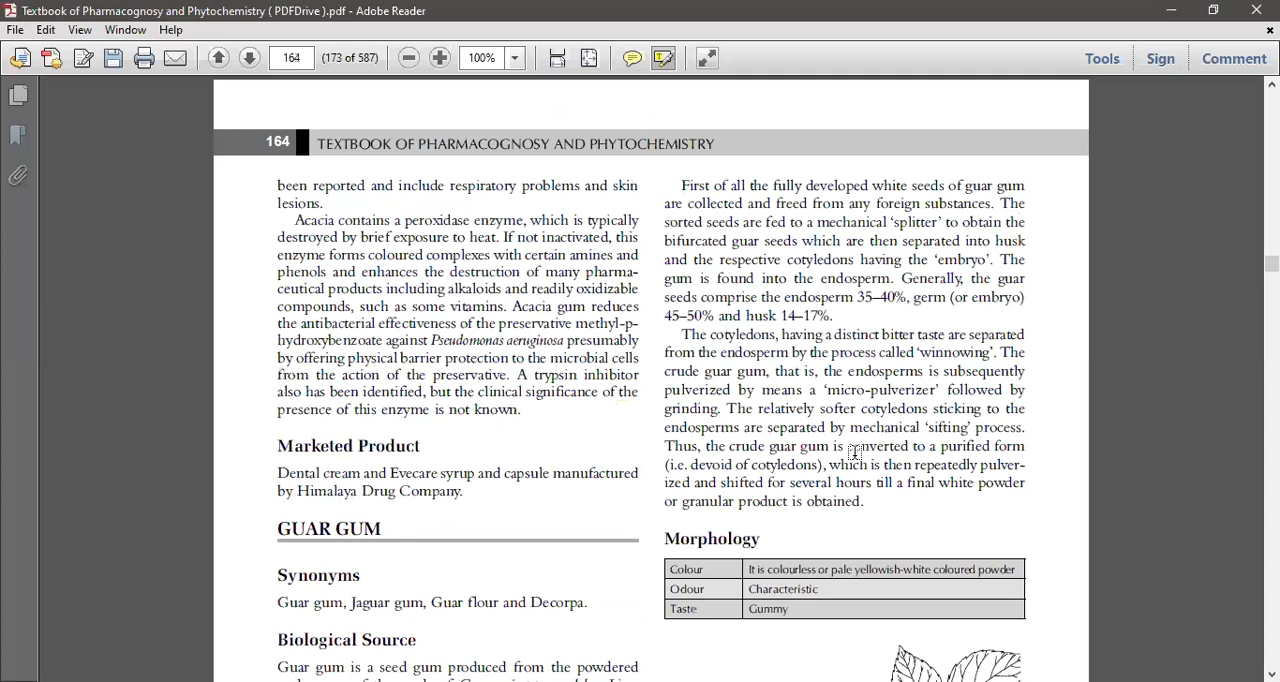 Textbook of Pharmacognosy and Phytochemistry ( PDFDrive ).pdf - Adobe Reader
File Edit View Window Help
164 (173 of 587) 100% Tools Sign Comment
164 TEXTBOOK OF PHARMACOGNOSY AND PHYTOCHEMISTRY
been reported and include respiratory problems and skin
lesions.
Acacia contains a peroxidase enzyme, which is typically
destroyed by brief exposure to heat. If not inactivated, this
enzyme forms coloured complexes with certain amines and
phenols and enhances the destruction of many pharma-
ceutical products including alkaloids and readily oxidizable
compounds, such as some vitamins. Acacia gum reduces
the antibacterial effectiveness of the preservative methyl-p-
hydroxybenzoate against Pseudomonas aeruginosa presumably
by offering physical barrier protection to the microbial cells
from the action of the preservative. A trypsin inhibitor
also has been identified, but the clinical significance of the
presence of this enzyme is not known.
Marketed Product
Dental cream and Evecare syrup and capsule manufactured
by Himalaya Drug Company.
GUAR GUM
Synonyms
Guar gum, Jaguar gum, Guar flour and Decorpa.
Biological Source
Guar gum is a seed gum produced from the powdered
First of all the fully developed white seeds of guar gum
are collected and freed from any foreign substances. The
sorted seeds are fed to a mechanical ‘splitter’ to obtain the
bifurcated guar seeds which are then separated into husk
and the respective cotyledons having the ‘embryo’. The
gum is found into the endosperm. Generally, the guar
seeds comprise the endosperm 35–40%, germ (or embryo)
45–50% and husk 14–17%.
The cotyledons, having a distinct bitter taste are separated
from the endosperm by the process called ‘winnowing’. The
crude guar gum, that is, the endosperms is subsequently
pulverized by means a ‘micro-pulverizer’ followed by
grinding. The relatively softer cotyledons sticking to the
endosperms are separated by mechanical ‘sifting’ process.
Thus, the crude guar gum is converted to a purified form
(i.e. devoid of cotyledons), which is then repeatedly pulver-
ized and shifted for several hours till a final white powder
or granular product is obtained.
Morphology
Colour It is colourless or pale yellowish-white coloured powder
Odour Characteristic
Taste Gummy